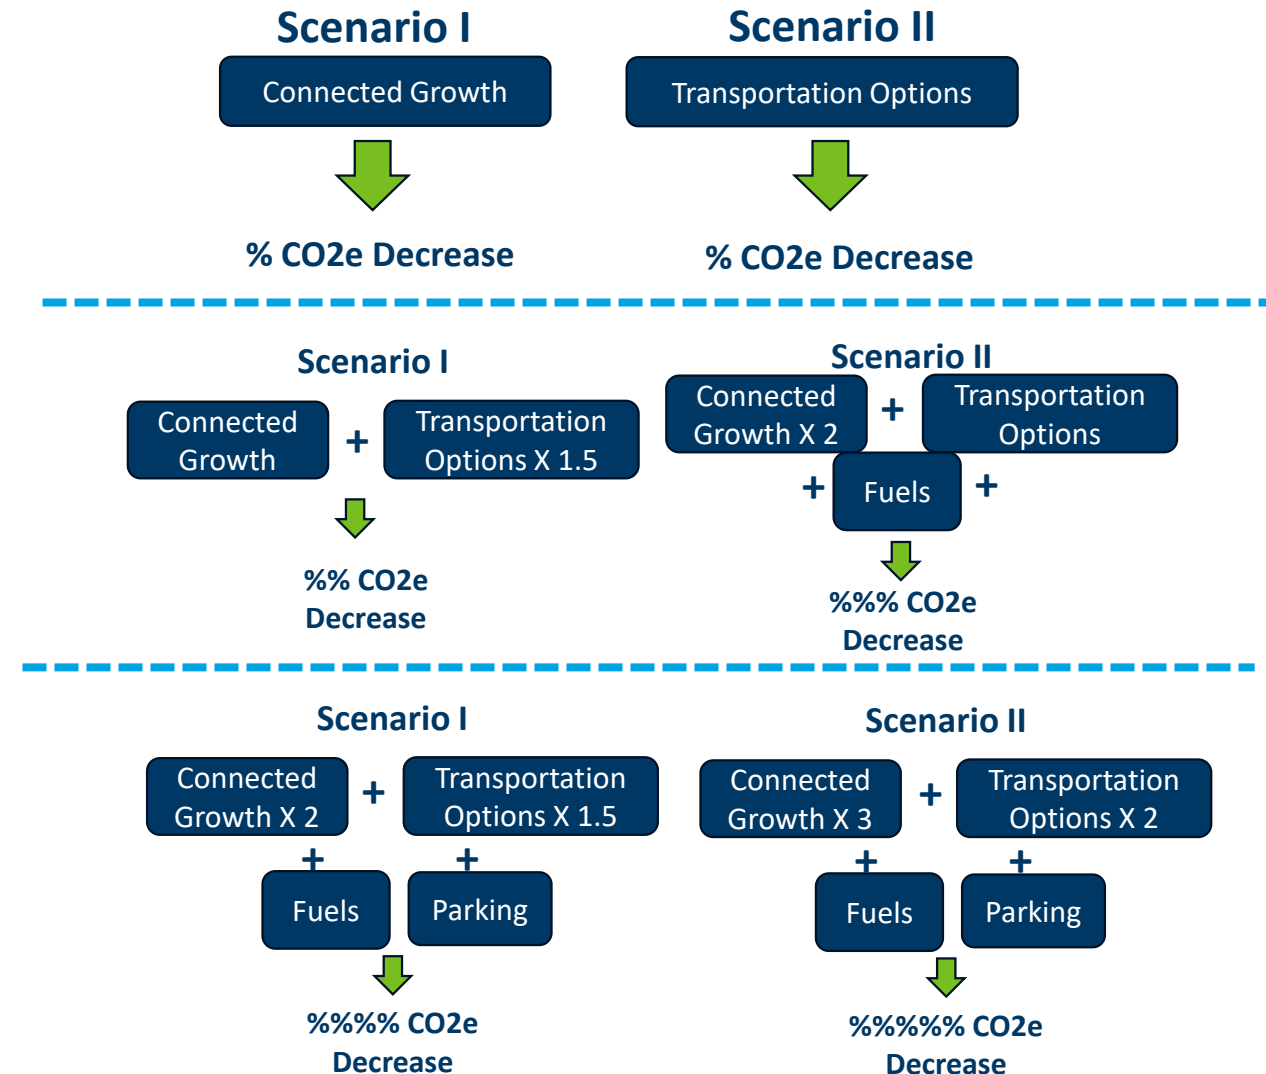 Scenario I
Connected Growth
% CO2e Decrease
Scenario II
Transportation Options
% CO2e Decrease
Scenario I
Connected
Growth
+
Transportation
Options X 1.5
%% CO2e
Decrease
Scenario II
Connected
Growth X 2
+
Transportation
Options
+
Fuels
+
%%% CO2e
Decrease
Scenario I
Connected
Growth X 2
+
Transportation
Options X 1.5
+
+
Fuels
Parking
%%%% CO2e
Decrease
Scenario II
Connected
Growth X 3
+
Transportation
Options X 2
+
+
Fuels
Parking
%%%%% CO2e
Decrease